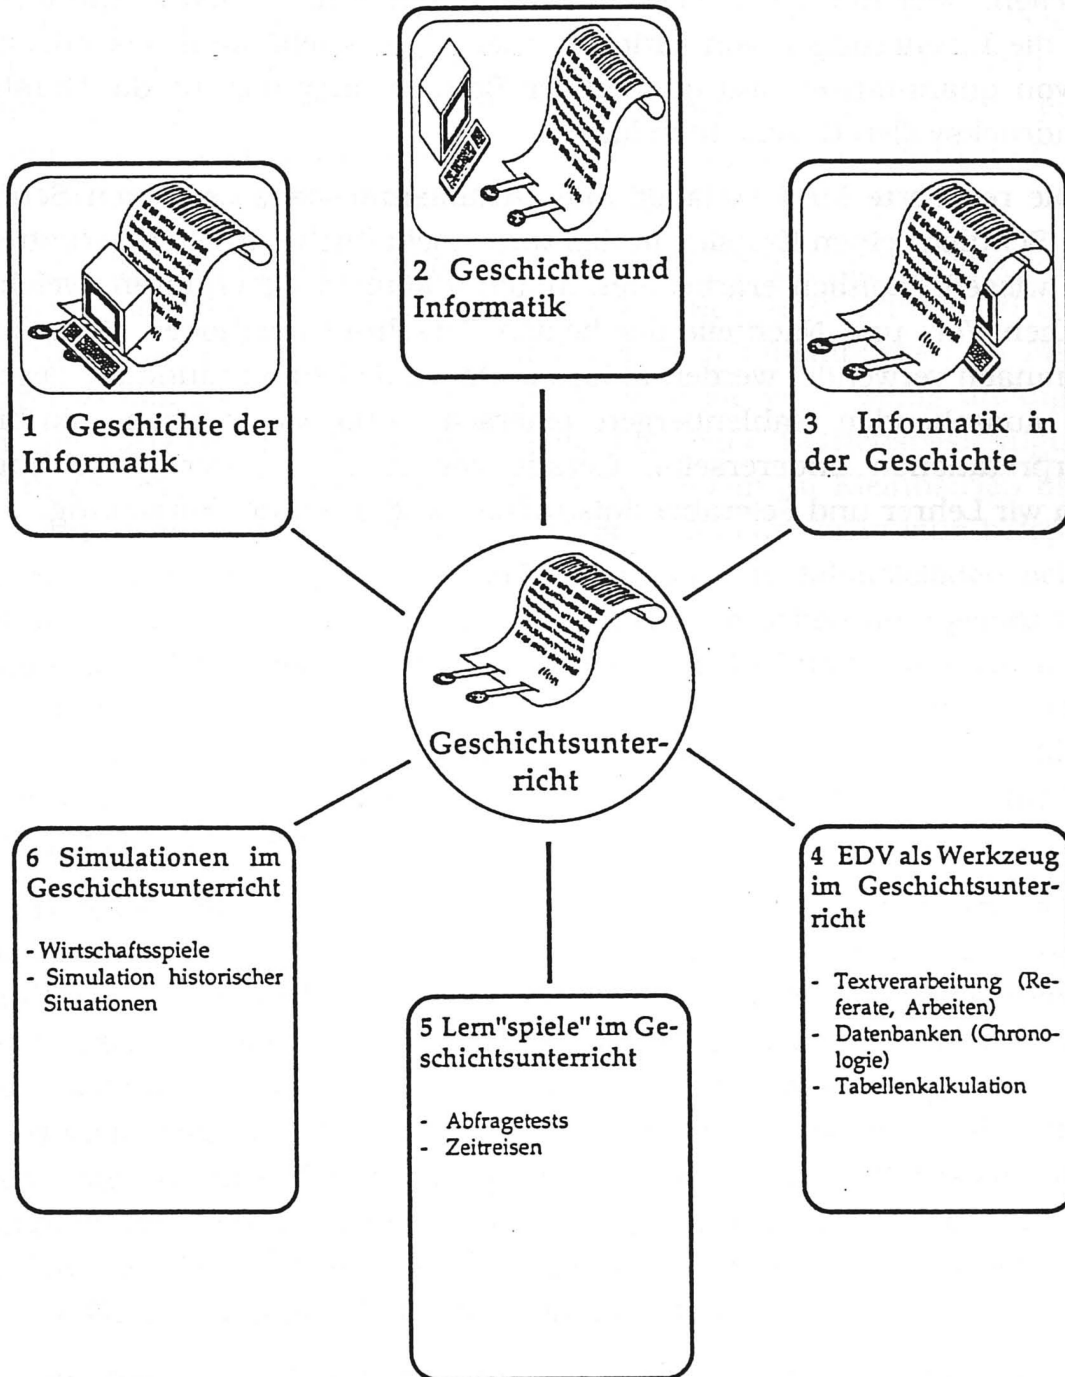 2 Geschichte und
Informatik
1 Geschichte der
Informatik
3 Informatik in
der Geschichte
Geschichtsunter-
richt
6 Simulationen im
Geschichtsunterricht
- Wirtschaftsspiele
- Simulation historischer
Situationen
4 EDV als Werkzeug
im Geschichtsunter-
richt
- Textverarbeitung (Re-
ferate, Arbeiten)
- Datenbanken (Chrono-
logie)
- Tabellenkalkulation
5 Lern"spiele" im Ge-
schichtsunterricht
- Abfragetests
- Zeitreisen